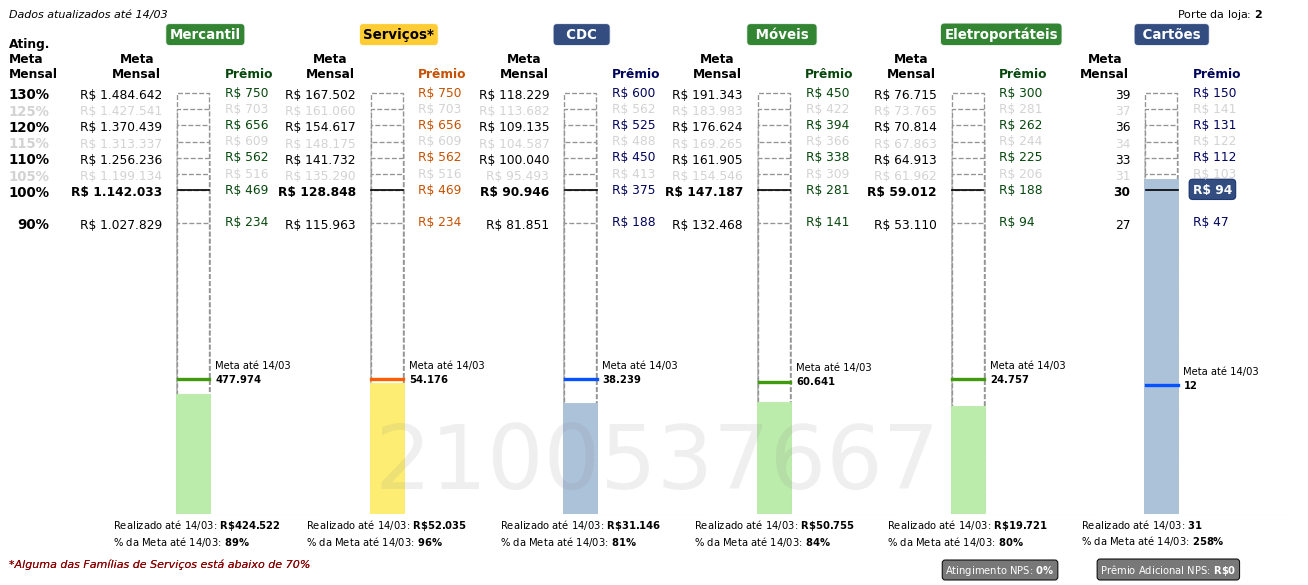 Dados atualizados até 14/03 Porte da loja: 2
Mercantil Serviços* CDC Móveis Eletroportáteis Cartões
Ating. Meta Mensal Meta Mensal Prêmio Meta Mensal Prêmio Meta Mensal Prêmio Meta Mensal Prêmio Meta Mensal Prêmio Meta Mensal Prêmio
130% R$ 1.484.642 R$ 750 R$ 167.502 R$ 750 R$ 118.229 R$ 600 R$ 191.343 R$ 450 R$ 76.715 R$ 300 39 R$ 150
125% R$ 1.427.541 R$ 703 R$ 161.060 R$ 703 R$ 113.682 R$ 562 R$ 183.983 R$ 422 R$ 73.765 R$ 281 37 R$ 141
120% R$ 1.370.439 R$ 656 R$ 154.617 R$ 656 R$ 109.135 R$ 525 R$ 176.624 R$ 394 R$ 70.814 R$ 262 36 R$ 131
115% R$ 1.313.337 R$ 609 R$ 148.175 R$ 609 R$ 104.587 R$ 488 R$ 169.265 R$ 366 R$ 67.863 R$ 244 34 R$ 122
110% R$ 1.256.236 R$ 562 R$ 141.732 R$ 562 R$ 100.040 R$ 450 R$ 161.905 R$ 338 R$ 64.913 R$ 225 33 R$ 112
105% R$ 1.199.134 R$ 516 R$ 135.290 R$ 516 R$ 95.493 R$ 413 R$ 154.546 R$ 309 R$ 61.962 R$ 206 31 R$ 103
100% R$ 1.142.033 R$ 469 R$ 128.848 R$ 469 R$ 90.946 R$ 375 R$ 147.187 R$ 281 R$ 59.012 R$ 188 30 R$ 94
90% R$ 1.027.829 R$ 234 R$ 115.963 R$ 234 R$ 81.851 R$ 188 R$ 132.468 R$ 141 R$ 53.110 R$ 94 27 R$ 47
Meta até 14/03 Meta até 14/03 Meta até 14/03 Meta até 14/03 Meta até 14/03 Meta até 14/03
477.974 54.176 38.239 60.641 24.757 12
2100537667
Realizado até 14/03: R$424.522 Realizado até 14/03: R$52.035 Realizado até 14/03: R$31.146 Realizado até 14/03: R$50.755 Realizado até 14/03: R$19.721 Realizado até 14/03: 31
% da Meta até 14/03: 89% % da Meta até 14/03: 96% % da Meta até 14/03: 81% % da Meta até 14/03: 84% % da Meta até 14/03: 80% % da Meta até 14/03: 258%
*Alguma das Famílias de Serviços está abaixo de 70% Atingimento NPS: 0% Prêmio Adicional NPS: R$0